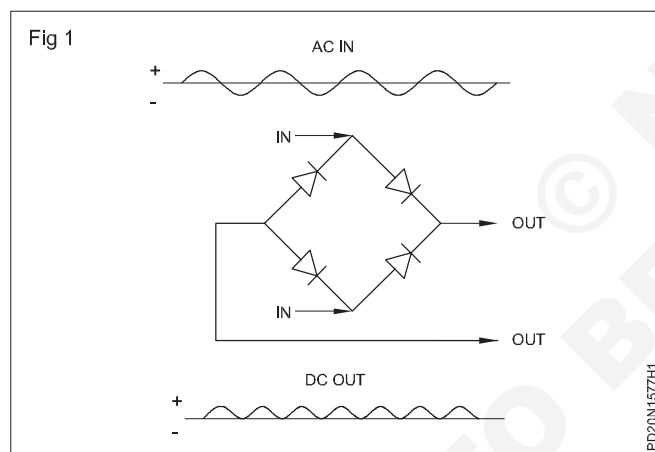 Fig 1
AC IN
+
-
IN
OUT
IN
OUT
DC OUT
+
-
PD20N1577H1
© N
O B